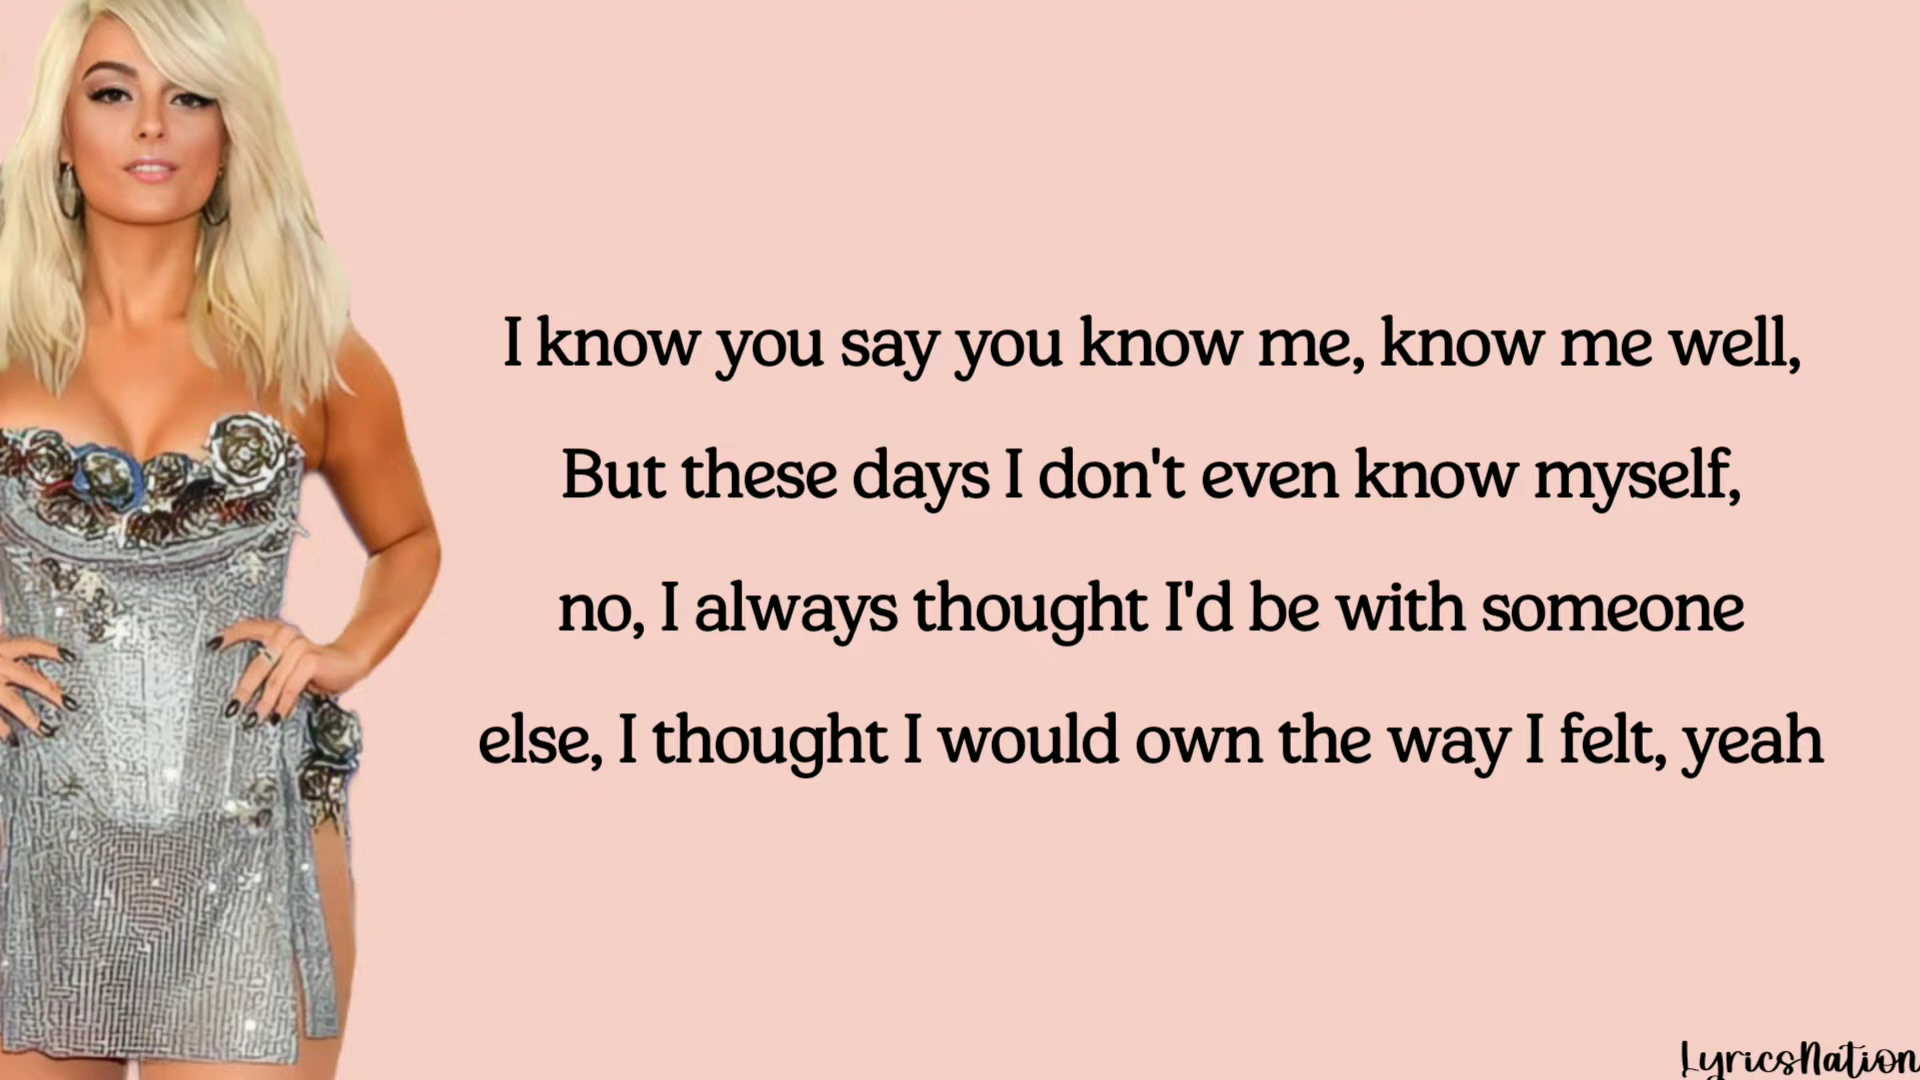 I know you say you know me, know me well,
But these days I don't even know myself,
no, I always thought I'd be with someone
else, I thought I would own the way I felt, yeah
LyricsNation